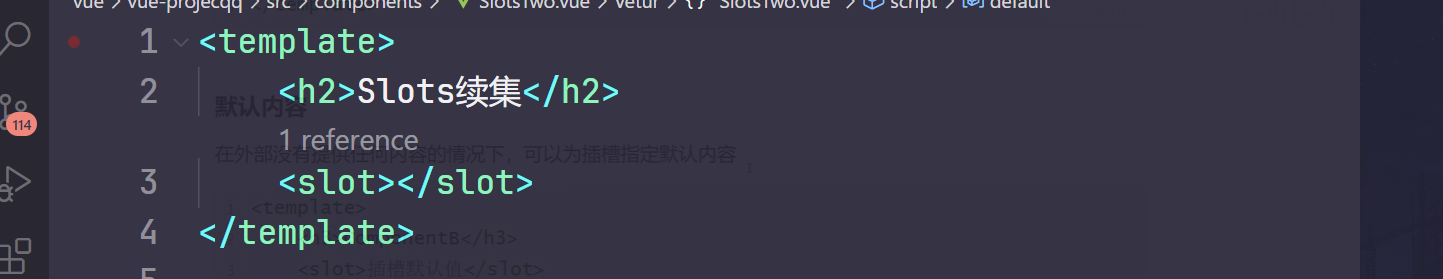 vue > vue-projecqq > src > components > SlotsTwo.vue > Vetur > {} "SlotsTwo.vue" > script > default
1 <template>
2 <h2>Slots续集</h2>
默认内容
1 reference
在外部没有提供任何内容的情况下，可以为插槽指定默认内容
3 <slot></slot>
1 <template>
4 </template>
ComponentB</h3>
3 <slot>插槽默认值</slot>
5
114